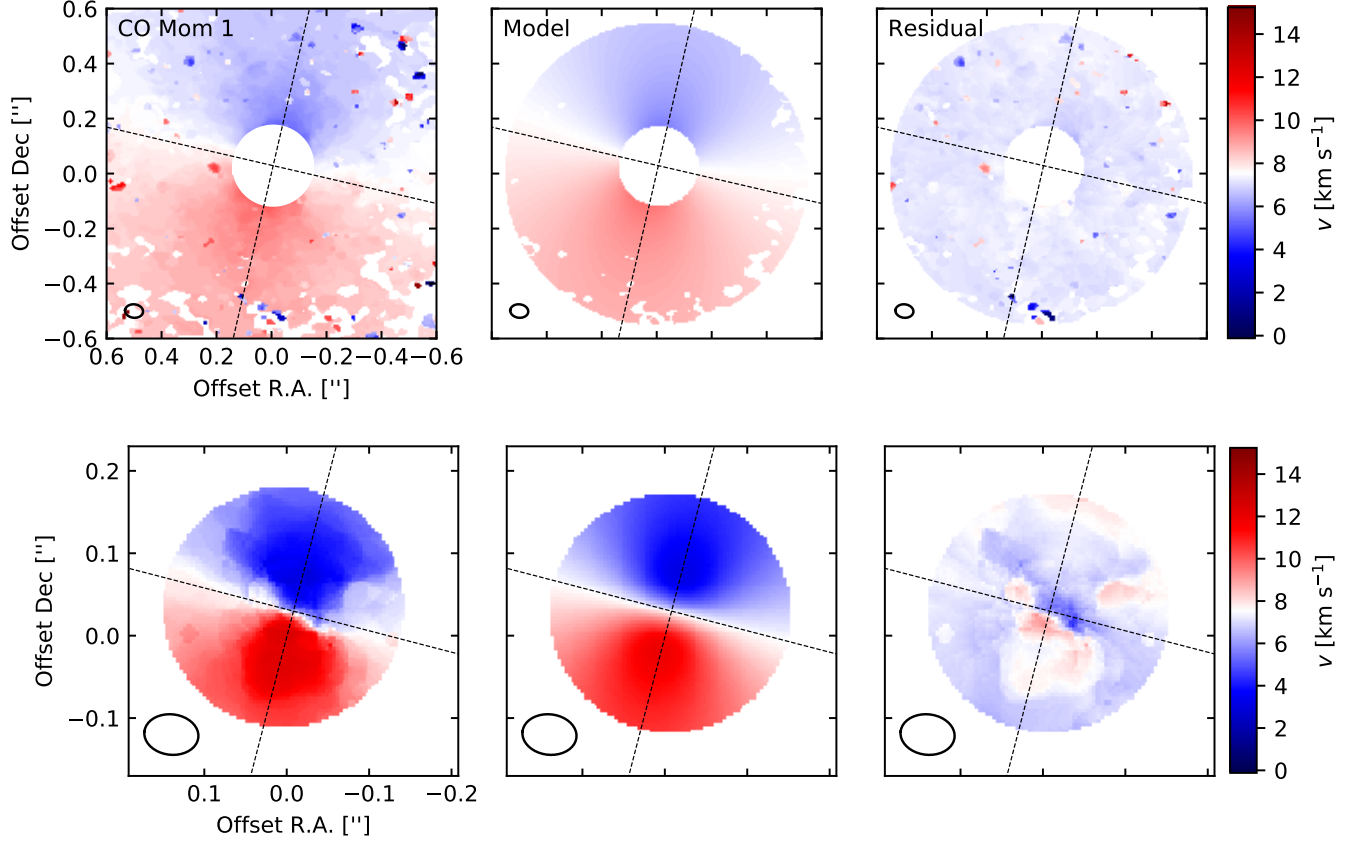 CO Mom 1
Model
Residual
0.6
0.4
0.2
0.0
−0.2
−0.4
−0.6
Offset Dec ['']
0.6 0.4 0.2 0.0 −0.2 −0.4 −0.6
Offset R.A. ['']
14
12
10
8
6
4
2
0
v [km s⁻¹]
0.2
0.1
0.0
−0.1
Offset Dec ['']
0.1 0.0 −0.1 −0.2
Offset R.A. ['']
14
12
10
8
6
4
2
0
v [km s⁻¹]